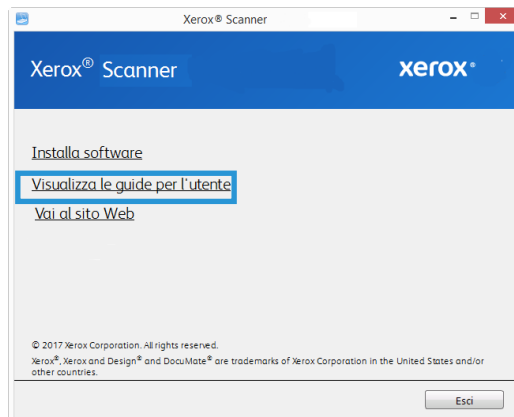 Xerox® Scanner
Xerox® Scanner
xerox®
Installa software
Visualizza le guide per l'utente
Vai al sito Web
© 2017 Xerox Corporation. All rights reserved.
Xerox®, Xerox and Design® and DocuMate® are trademarks of Xerox Corporation in the United States and/or
other countries.
Esci